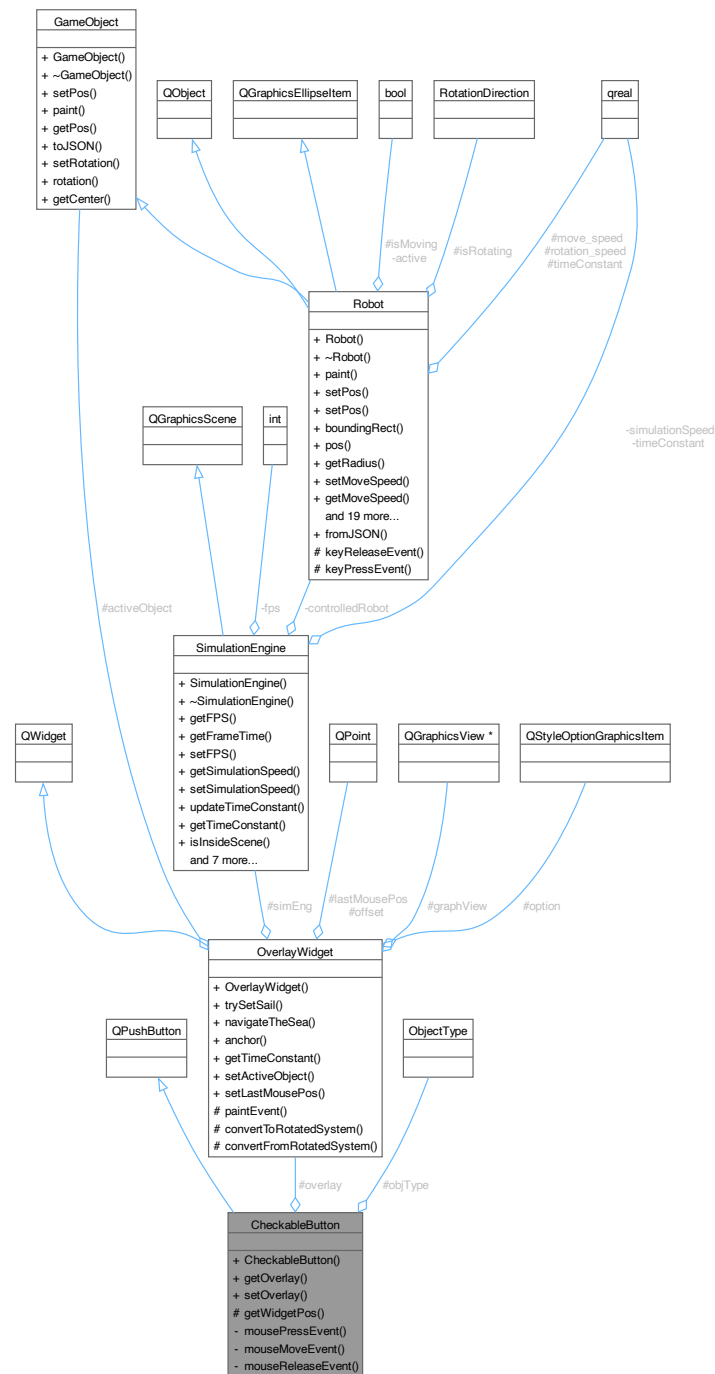 GameObject
+ GameObject()
+ ~GameObject()
+ setPos()
+ paint()
+ getPos()
+ toJSON()
+ setRotation()
+ rotation()
+ getCenter()
QObject
QGraphicsEllipseItem
bool
RotationDirection
qreal
#isMoving
-active
#isRotating
#move_speed
#rotation_speed
#timeConstant
Robot
+ Robot()
+ ~Robot()
+ paint()
+ setPos()
+ setPos()
+ boundingRect()
+ pos()
+ getRadius()
+ setMoveSpeed()
+ getMoveSpeed()
and 19 more...
+ fromJSON()
# keyReleaseEvent()
# keyPressEvent()
QGraphicsScene
int
-simulationSpeed
-timeConstant
#activeObject
-fps
-controlledRobot
SimulationEngine
+ SimulationEngine()
+ ~SimulationEngine()
+ getFPS()
+ getFrameTime()
+ setFPS()
+ getSimulationSpeed()
+ setSimulationSpeed()
+ updateTimeConstant()
+ getTimeConstant()
+ isInsideScene()
and 7 more...
QWidget
QPoint
QGraphicsView *
QStyleOptionGraphicsItem
#simEng
#lastMousePos
#offset
#graphView
#option
OverlayWidget
+ OverlayWidget()
+ trySetSail()
+ navigateTheSea()
+ anchor()
+ getTimeConstant()
+ setActiveObject()
+ setLastMousePos()
# paintEvent()
# convertToRotatedSystem()
# convertFromRotatedSystem()
QPushButton
ObjectType
#overlay
#objType
CheckableButton
+ CheckableButton()
+ getOverlay()
+ setOverlay()
# getWidgetPos()
- mousePressEvent()
- mouseMoveEvent()
- mouseReleaseEvent()